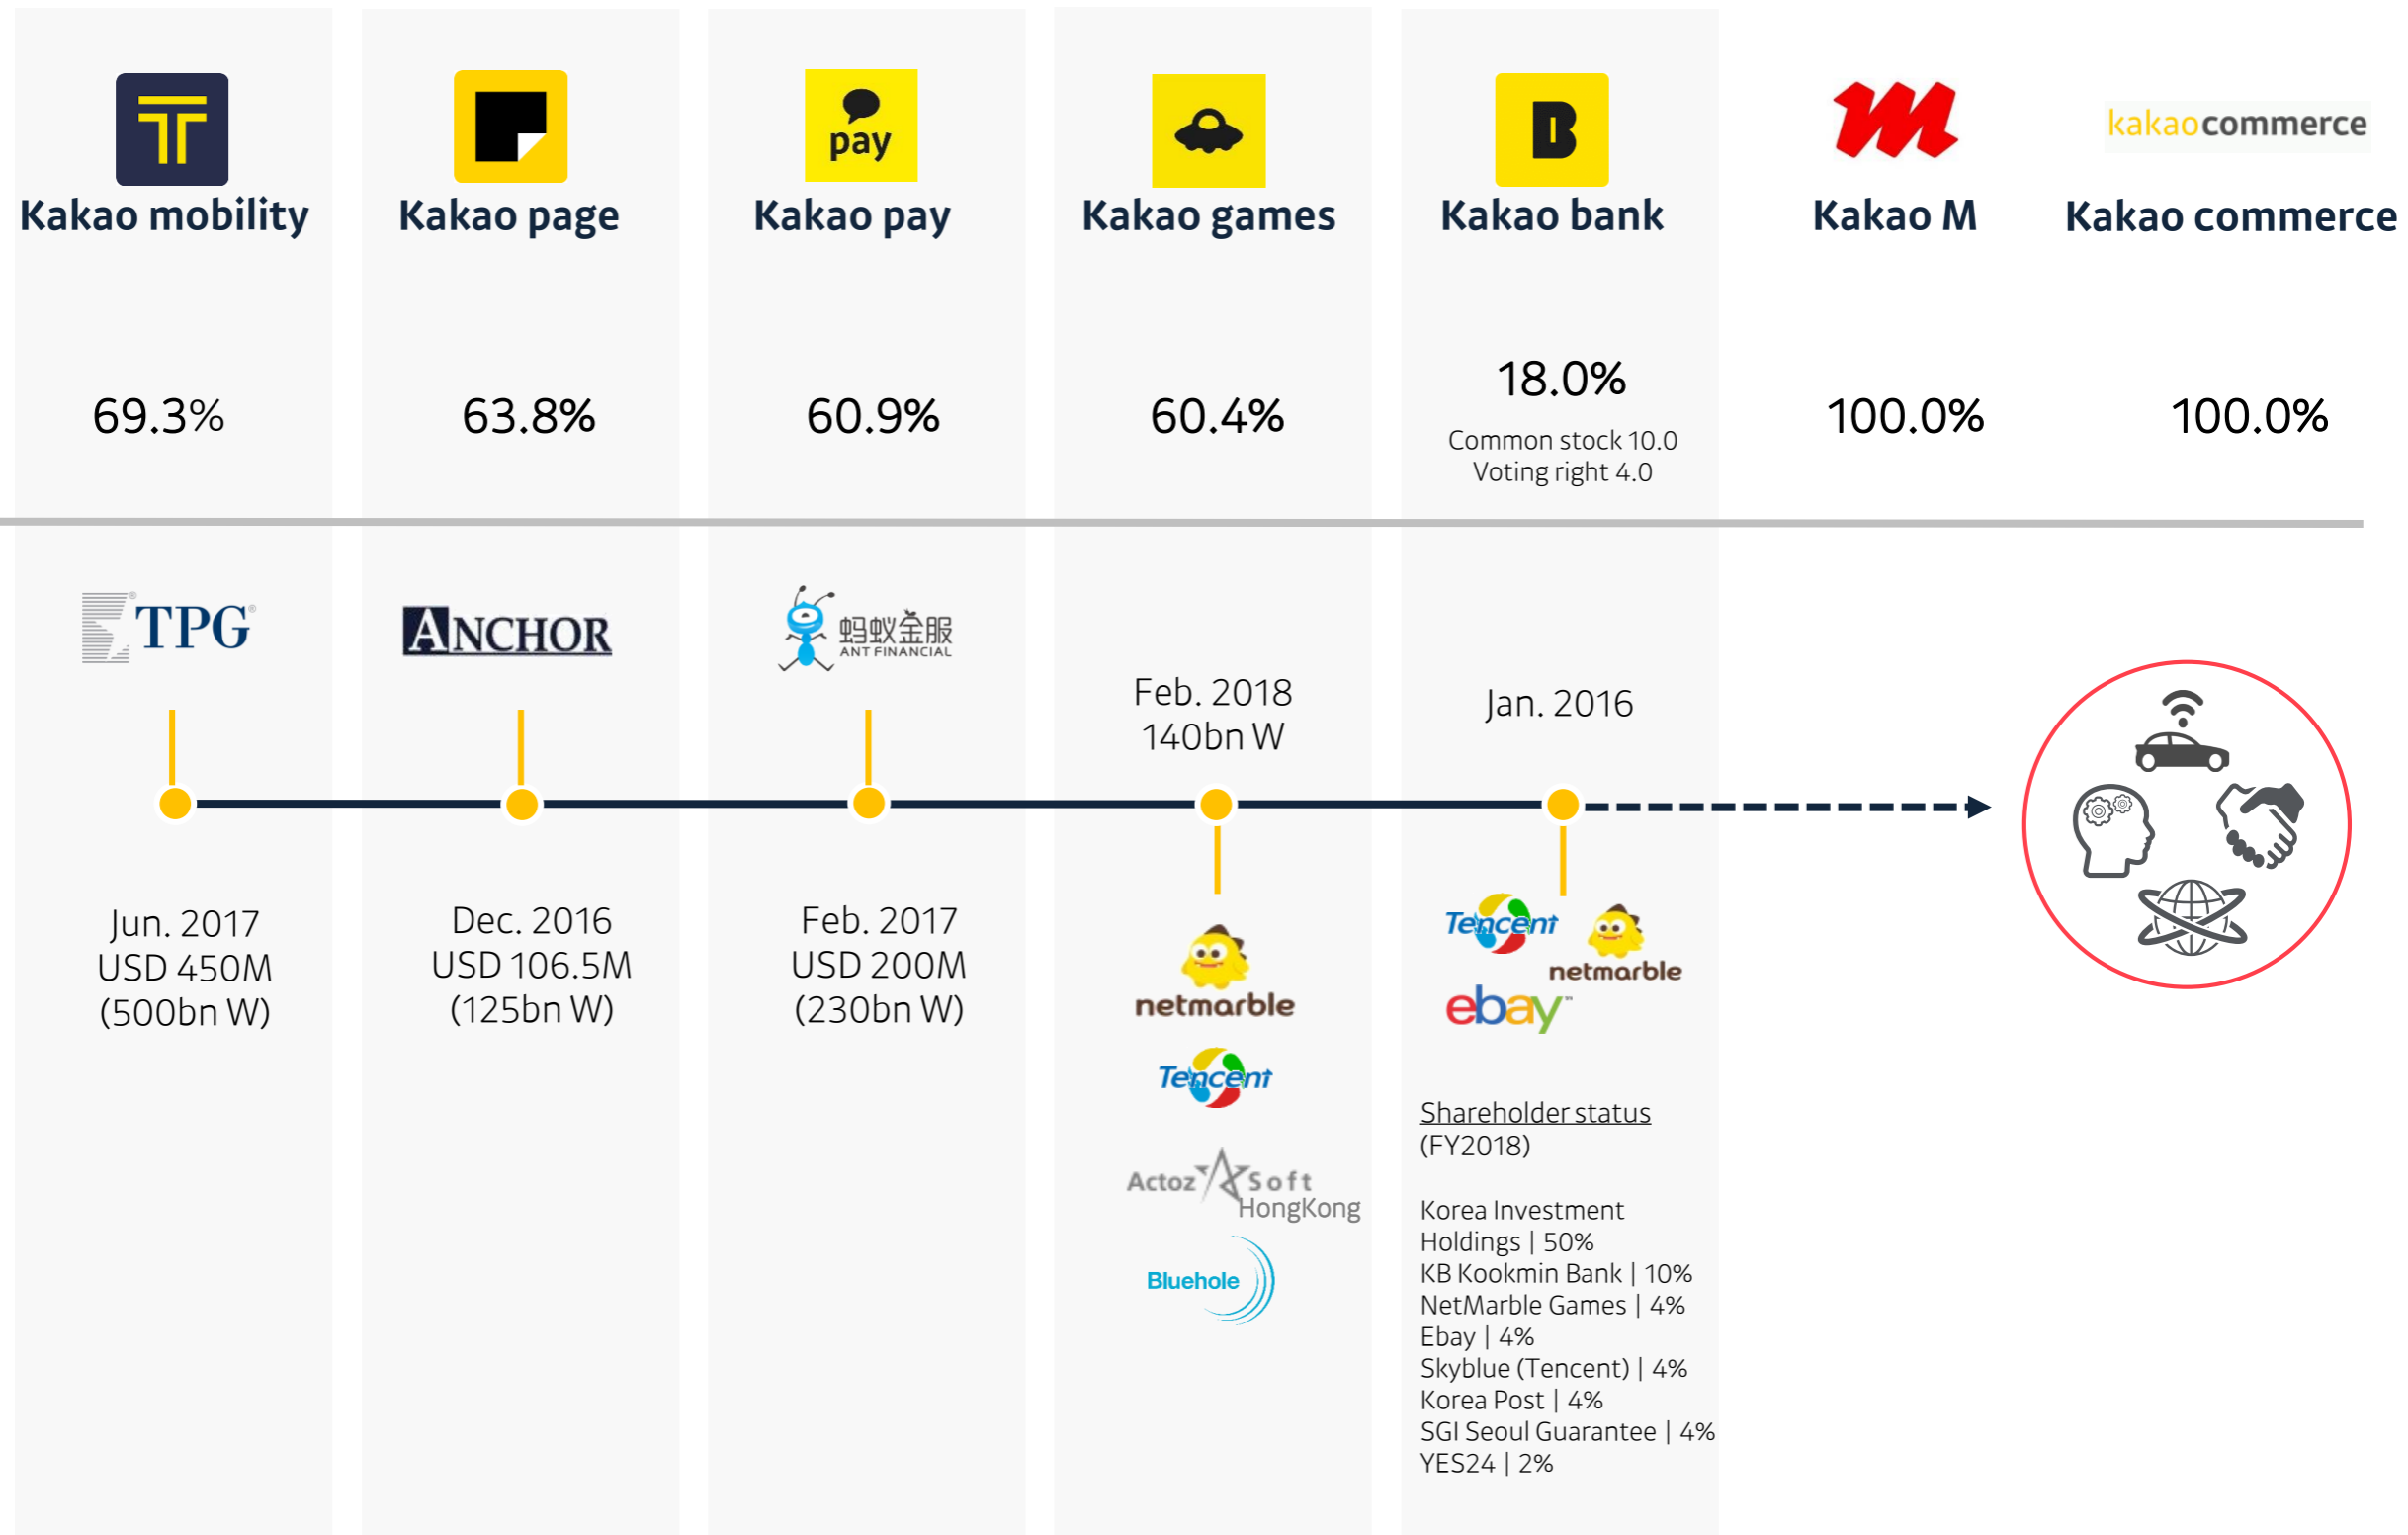 pay
kakaocommerce
Kakao mobility
Kakao page
Kakao pay
Kakao games
Kakao bank
Kakao M
Kakao commerce
69.3%
63.8%
60.9%
60.4%
18.0%
Common stock 10.0
Voting right 4.0
100.0%
100.0%
TPG
ANCHOR
蚂蚁金服
ANT FINANCIAL
Feb. 2018
140bn W
Jan. 2016
Jun. 2017
USD 450M
(500bn W)
Dec. 2016
USD 106.5M
(125bn W)
Feb. 2017
USD 200M
(230bn W)
netmarble
Tencent
Actoz Soft
HongKong
Bluehole
Tencent
netmarble
ebay™
Shareholder status
(FY2018)
Korea Investment
Holdings | 50%
KB Kookmin Bank | 10%
NetMarble Games | 4%
Ebay | 4%
Skyblue (Tencent) | 4%
Korea Post | 4%
SGI Seoul Guarantee | 4%
YES24 | 2%